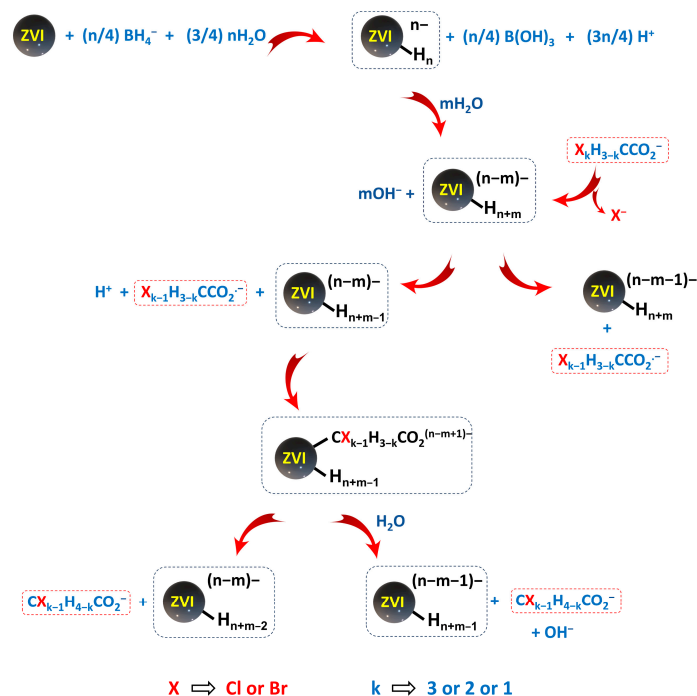 ZVI + (n/4) BH₄⁻ + (3/4) nH₂O ZVI n− Hₙ + (n/4) B(OH)₃ + (3n/4) H⁺
mH₂O
XₖH₃₋ₖCCO₂⁻
mOH⁻ + ZVI (n−m)− Hₙ₊ₘ
X⁻
H⁺ + Xₖ₋₁H₃₋ₖCCO₂·⁻ + ZVI (n−m)− Hₙ₊ₘ₋₁
ZVI (n−m−1)− Hₙ₊ₘ
+
Xₖ₋₁H₃₋ₖCCO₂·⁻
ZVI CXₖ₋₁H₃₋ₖCO₂⁽ⁿ⁻ᵐ⁺¹⁾⁻
Hₙ₊ₘ₋₁
H₂O
CXₖ₋₁H₄₋ₖCO₂⁻ + ZVI (n−m)− Hₙ₊ₘ₋₂
ZVI (n−m−1)− Hₙ₊ₘ₋₁ + CXₖ₋₁H₄₋ₖCO₂⁻
+ OH⁻
X ⇨ Cl or Br k ⇨ 3 or 2 or 1